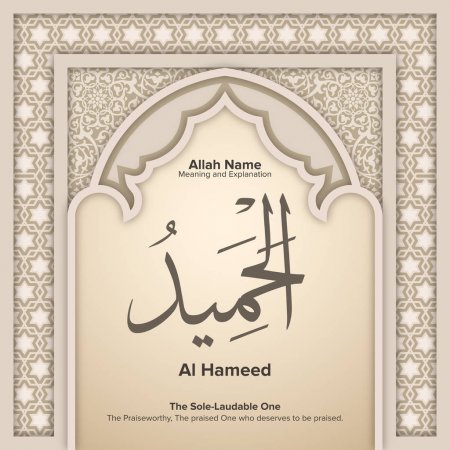 Allah Name
Meaning and Explanation
الْحَمِيدُ
Al Hameed
The Sole-Laudable One
The Praiseworthy, The praised One who deserves to be praised.